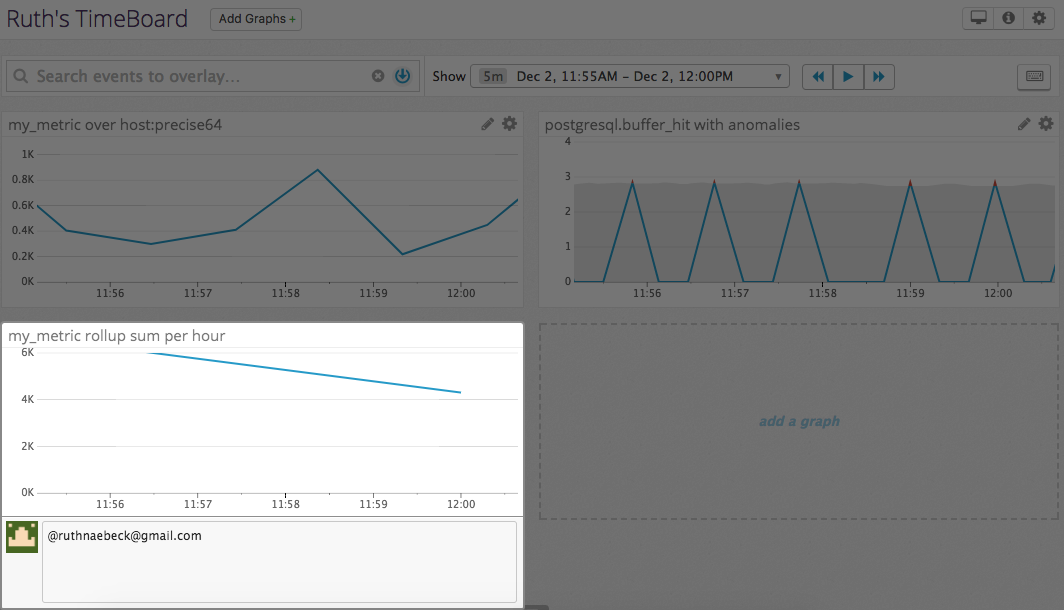 Ruth's TimeBoard Add Graphs +
Search events to overlay... Show 5m Dec 2, 11:55AM – Dec 2, 12:00PM
my_metric over host:precise64
1K
0.8K
0.6K
0.4K
0.2K
0K
11:56 11:57 11:58 11:59 12:00
postgresql.buffer_hit with anomalies
4
3
2
1
0
11:56 11:57 11:58 11:59 12:00
my_metric rollup sum per hour
6K
4K
2K
0K
11:56 11:57 11:58 11:59 12:00
add a graph
@ruthnaebeck@gmail.com